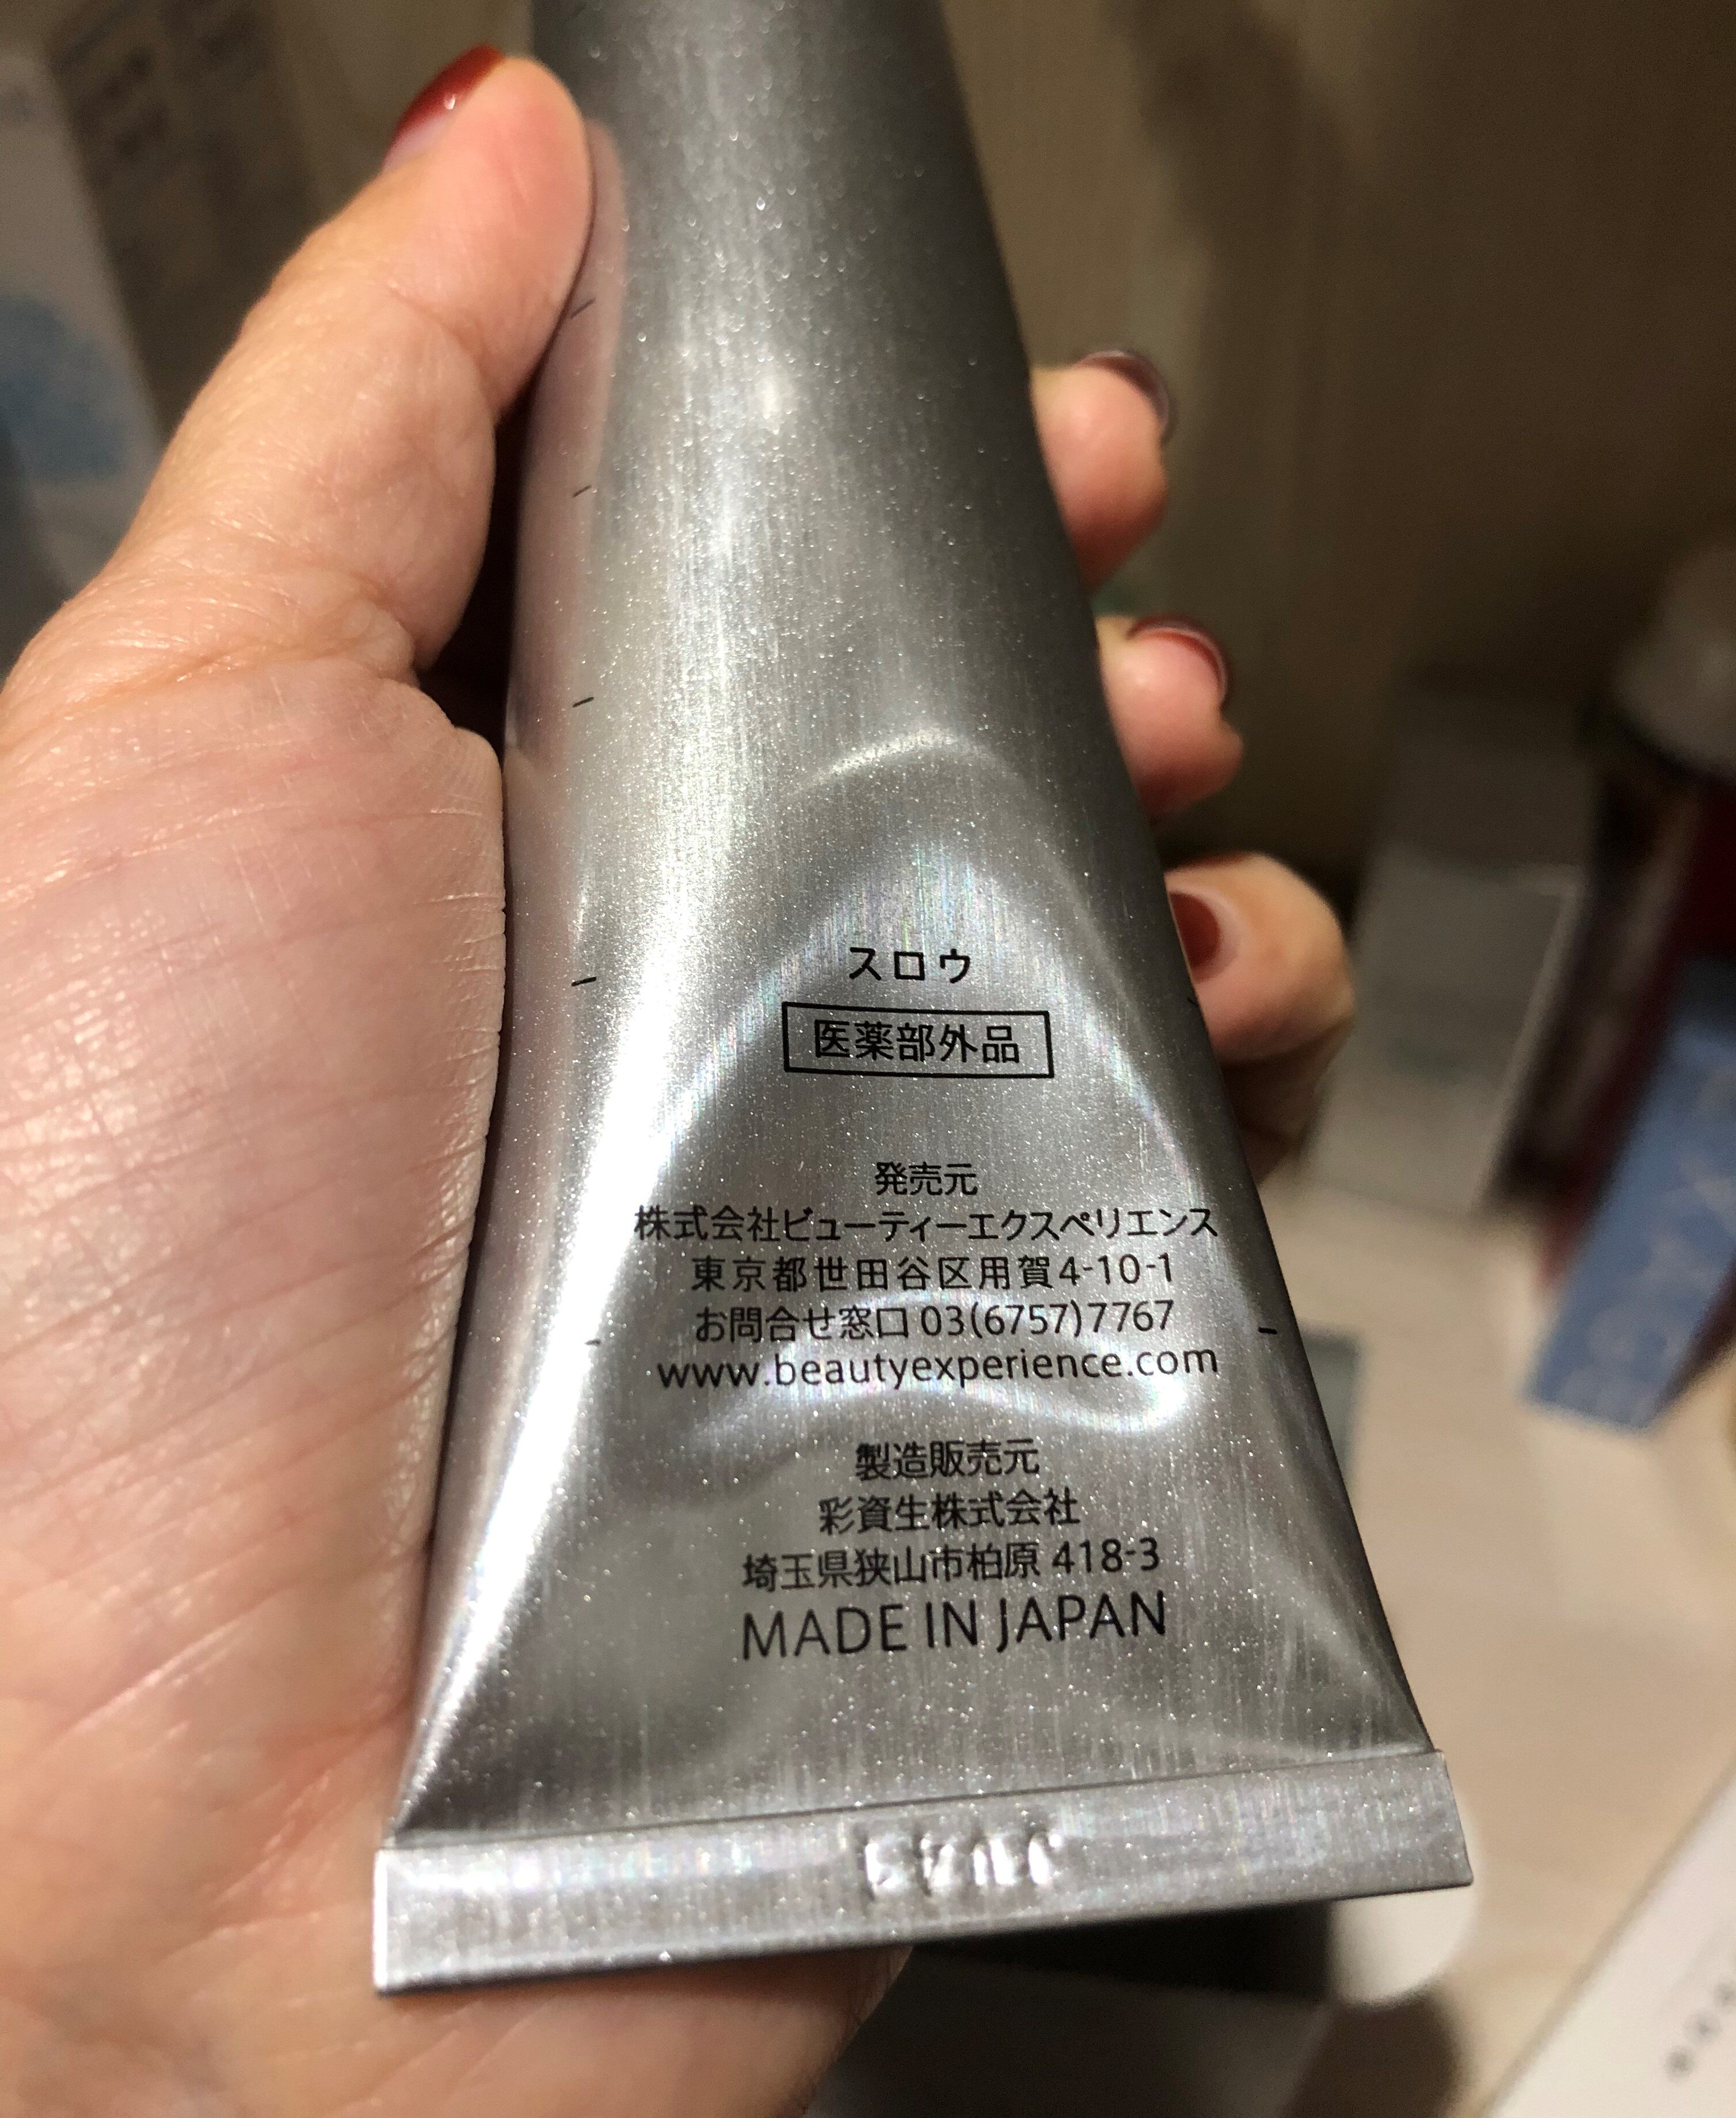 スロウ
医薬部外品
発売元
株式会社ビューティーエクスペリエンス
東京都世田谷区用賀4-10-1
お問合せ窓口 03(6757)7767
www.beautyexperience.com
製造販売元
彩資生株式会社
埼玉県狭山市柏原 418-3
MADE IN JAPAN